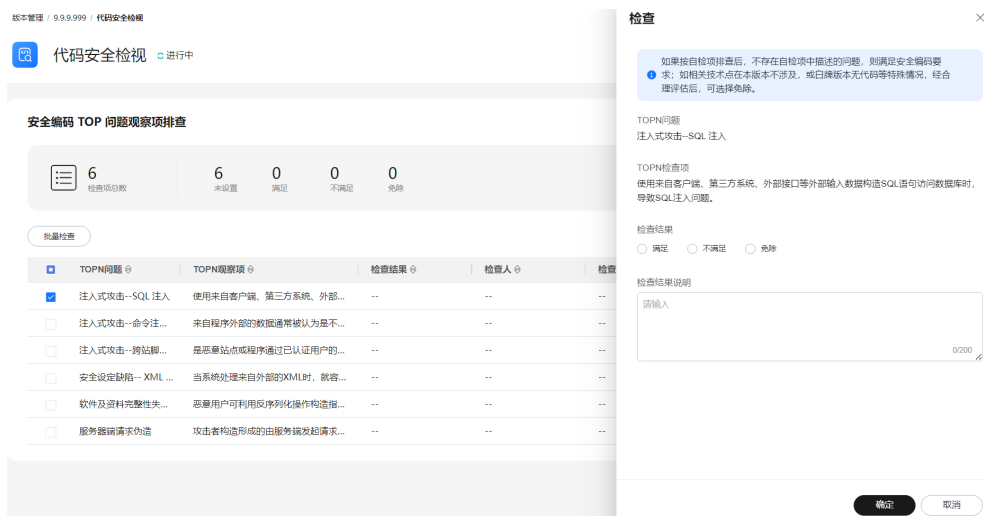 版本管理 / 9.9.9.999 / 代码安全检视
代码安全检视 进行中
安全编码 TOP 问题观察项排查
6 检查项总数
6 未设置
0 满足
0 不满足
0 免除
批量检查
TOPN问题 TOPN观察项 检查结果 检查人 检查
注入式攻击--SQL 注入 使用来自客户端、第三方系统、外部... -- -- --
注入式攻击--命令注... 来自程序外部的数据通常被认为是不... -- -- --
注入式攻击--跨站脚... 是恶意站点或程序通过已认证用户的... -- -- --
安全设定缺陷-- XML ... 当系统处理来自外部的XML时，就容... -- -- --
软件及资料完整性失... 恶意用户可利用反序列化操作构造指... -- -- --
服务器端请求伪造 攻击者构造形成的由服务端发起请求... -- -- --
检查
如果按自检项排查后，不存在自检项中描述的问题，则满足安全编码要
求；如相关技术点在本版本不涉及，或白牌版本无代码等特殊情况，经合
理评估后，可选择免除。
TOPN问题
注入式攻击--SQL 注入
TOPN检查项
使用来自客户端、第三方系统、外部接口等外部输入数据构造SQL语句访问数据库时，
导致SQL注入问题。
检查结果
满足 不满足 免除
检查结果说明
请输入
0/200
确定 取消